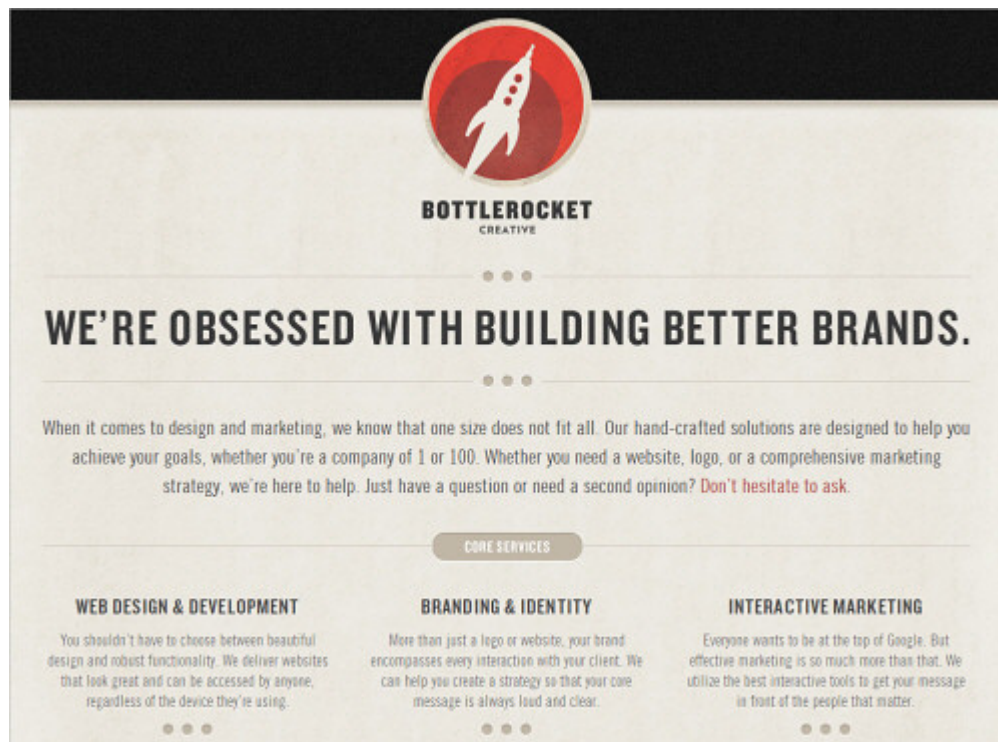 BOTTLEROCKET
CREATIVE
WE'RE OBSESSED WITH BUILDING BETTER BRANDS.
When it comes to design and marketing, we know that one size does not fit all. Our hand-crafted solutions are designed to help you
achieve your goals, whether you're a company of 1 or 100. Whether you need a website, logo, or a comprehensive marketing
strategy, we're here to help. Just have a question or need a second opinion? Don't hesitate to ask.
CORE SERVICES
WEB DESIGN & DEVELOPMENT
You shouldn't have to choose between beautiful
design and robust functionality. We deliver websites
that look great and can be accessed by anyone,
regardless of the device they're using.
BRANDING & IDENTITY
More than just a logo or website, your brand
encompasses every interaction with your client. We
can help you create a strategy so that your core
message is always loud and clear.
INTERACTIVE MARKETING
Everyone wants to be at the top of Google. But
effective marketing is so much more than that. We
utilize the best interactive tools to get your message
in front of the people that matter.